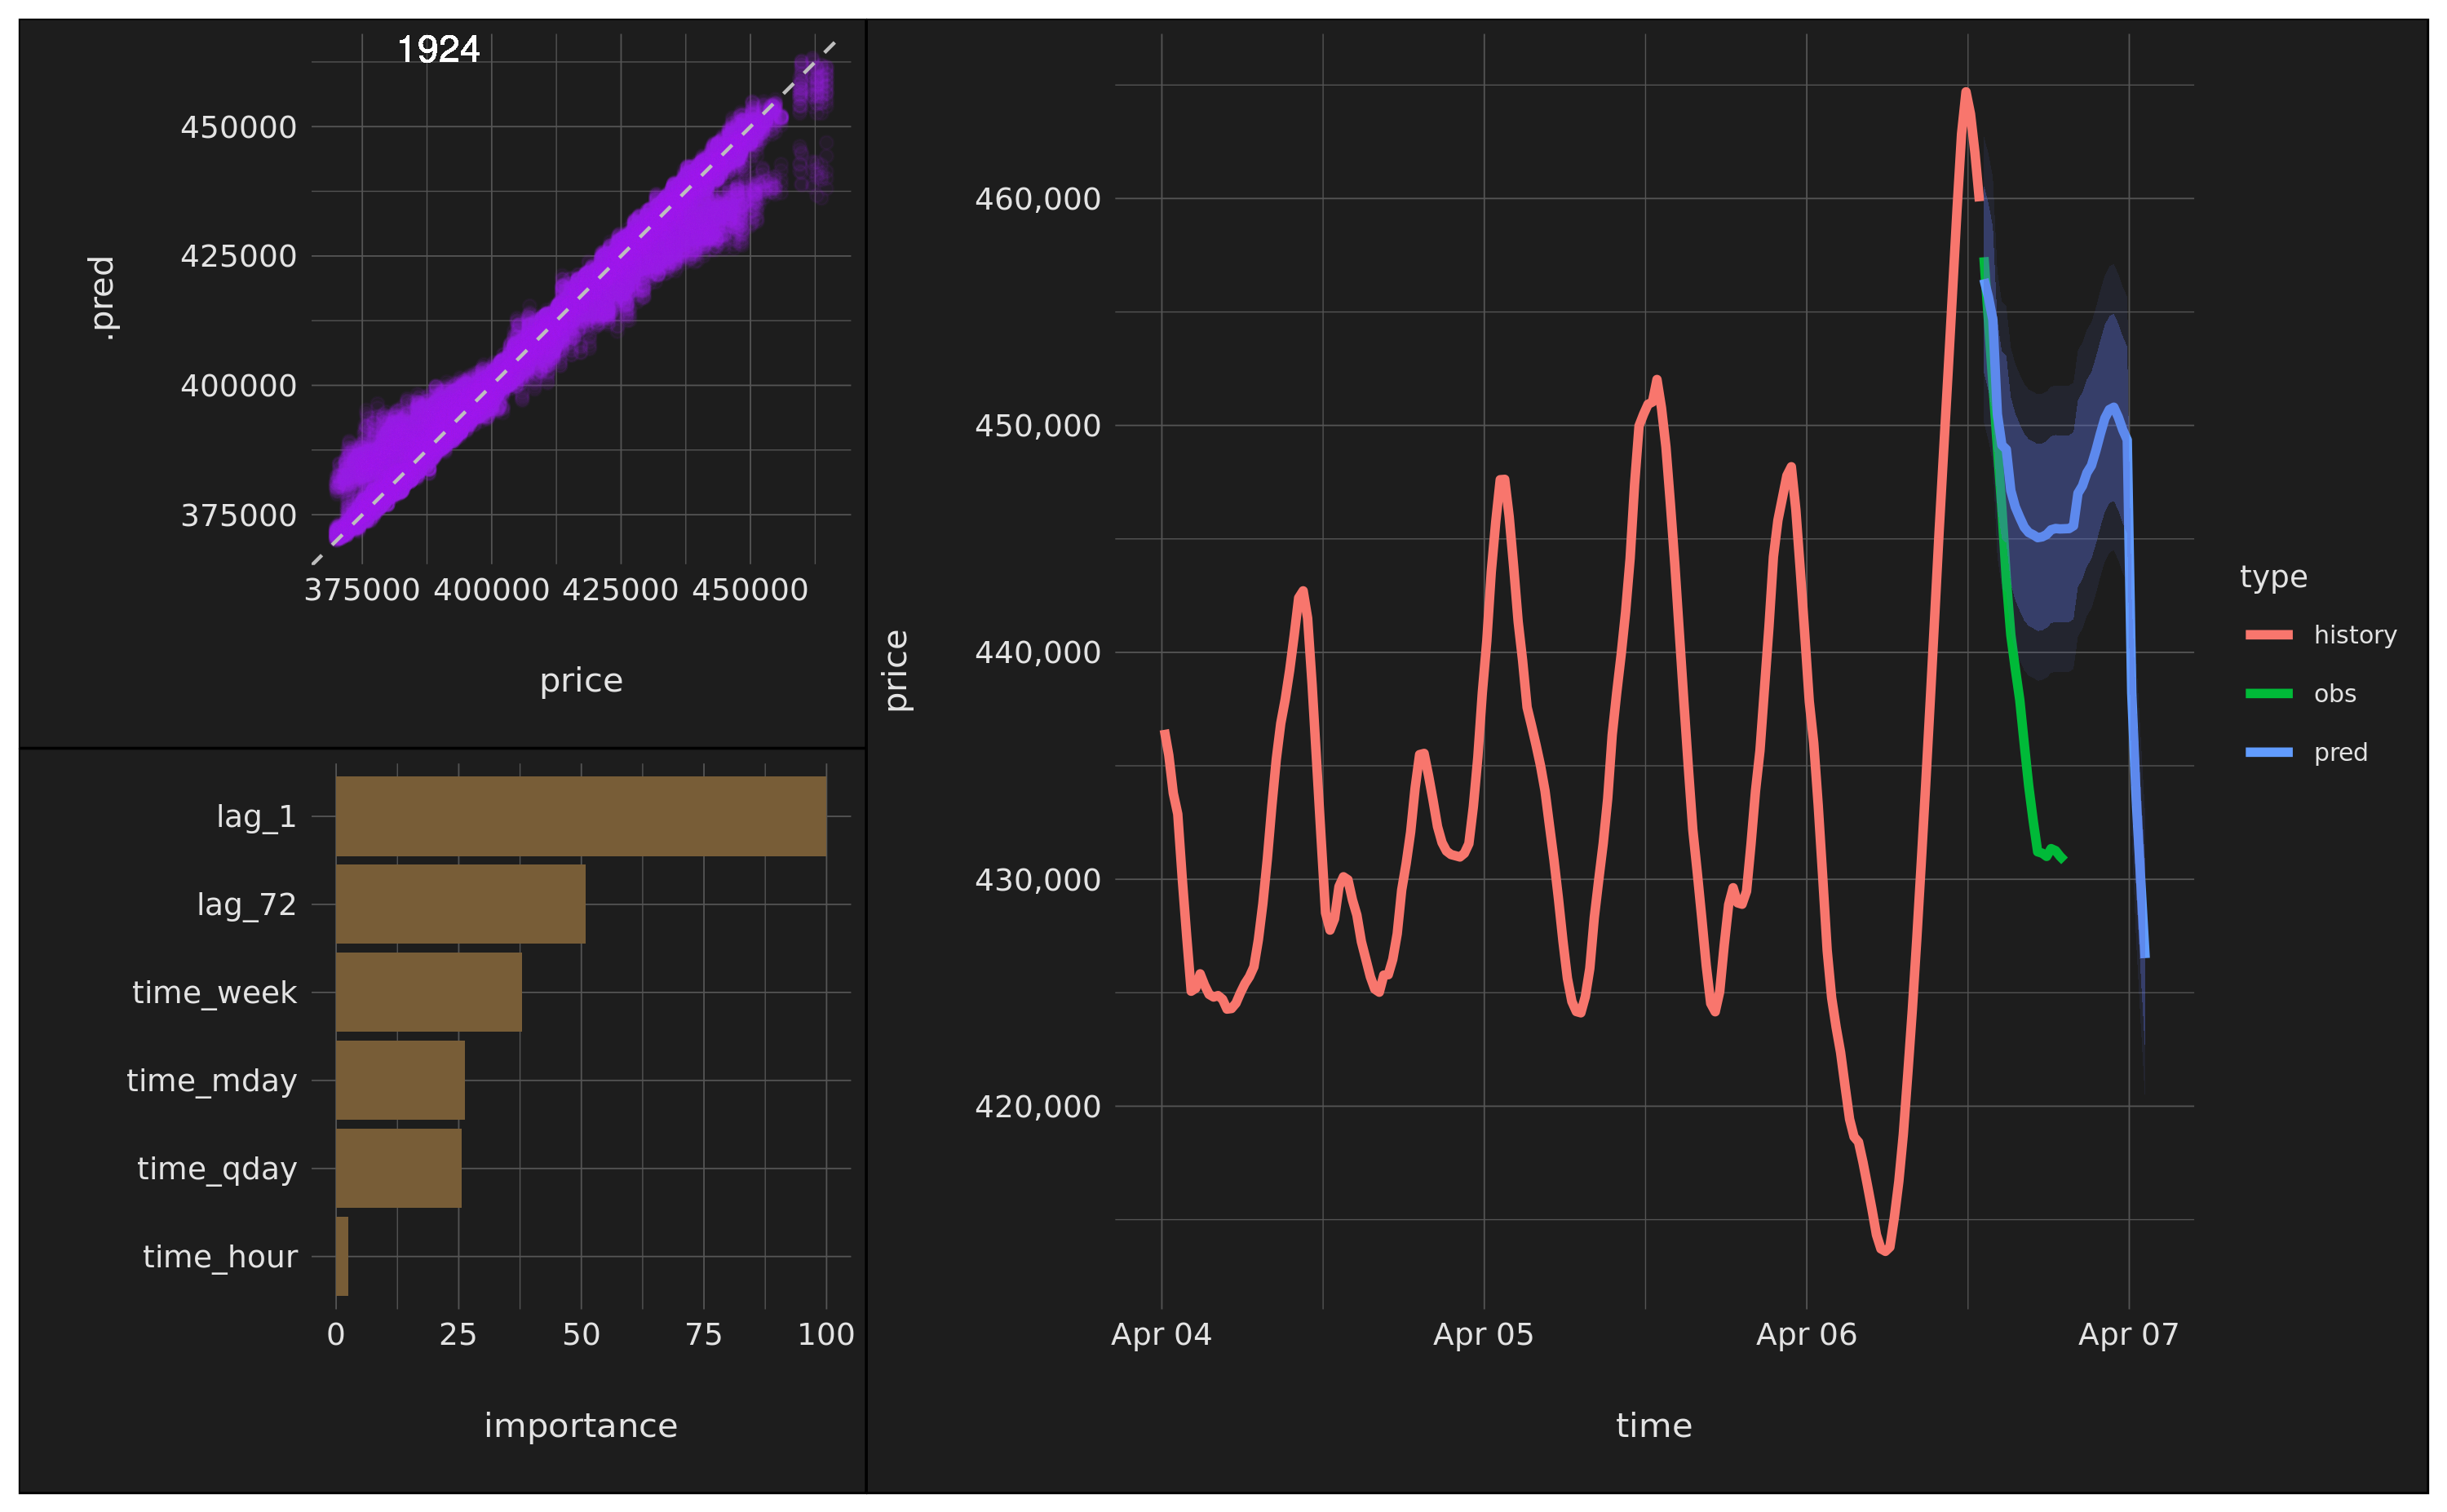 1924
450000
425000
400000
375000
.pred
375000 400000 425000 450000
price
lag_1
lag_72
time_week
time_mday
time_qday
time_hour
0 25 50 75 100
importance
460,000
450,000
440,000
430,000
420,000
price
Apr 04 Apr 05 Apr 06 Apr 07
time
type
history
obs
pred